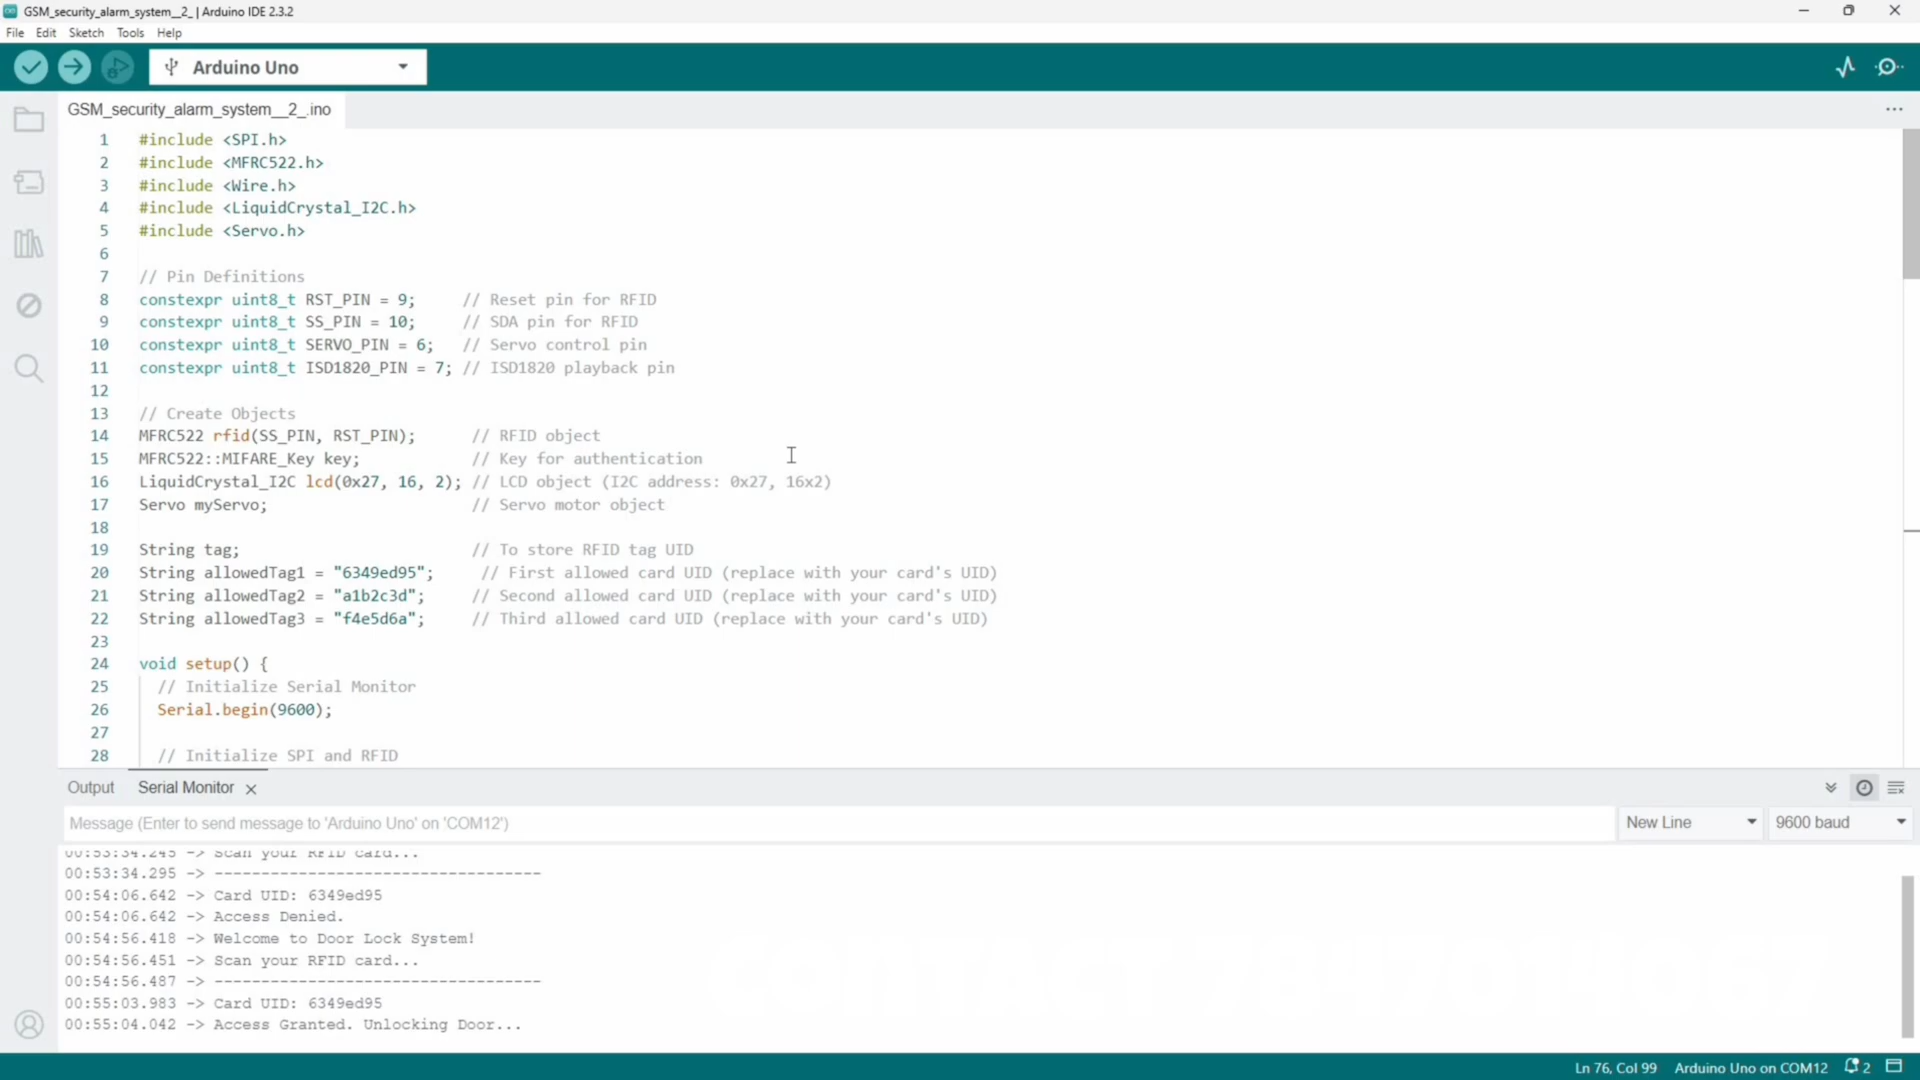 GSM_security_alarm_system__2_ | Arduino IDE 2.3.2
File Edit Sketch Tools Help
Arduino Uno
GSM_security_alarm_system__2_.ino
1 #include <SPI.h>
2 #include <MFRC522.h>
3 #include <Wire.h>
4 #include <LiquidCrystal_I2C.h>
5 #include <Servo.h>
6
7 // Pin Definitions
8 constexpr uint8_t RST_PIN = 9; // Reset pin for RFID
9 constexpr uint8_t SS_PIN = 10; // SDA pin for RFID
10 constexpr uint8_t SERVO_PIN = 6; // Servo control pin
11 constexpr uint8_t ISD1820_PIN = 7; // ISD1820 playback pin
12
13 // Create Objects
14 MFRC522 rfid(SS_PIN, RST_PIN); // RFID object
15 MFRC522::MIFARE_Key key; // Key for authentication
16 LiquidCrystal_I2C lcd(0x27, 16, 2); // LCD object (I2C address: 0x27, 16x2)
17 Servo myServo; // Servo motor object
18
19 String tag; // To store RFID tag UID
20 String allowedTag1 = "6349ed95"; // First allowed card UID (replace with your card's UID)
21 String allowedTag2 = "a1b2c3d"; // Second allowed card UID (replace with your card's UID)
22 String allowedTag3 = "f4e5d6a"; // Third allowed card UID (replace with your card's UID)
23
24 void setup() {
25 // Initialize Serial Monitor
26 Serial.begin(9600);
27
28 // Initialize SPI and RFID
Output Serial Monitor
Message (Enter to send message to 'Arduino Uno' on 'COM12') New Line 9600 baud
00:53:34.245 -> Scan your RFID card...
00:53:34.295 -> -----------------------------------
00:54:06.642 -> Card UID: 6349ed95
00:54:06.642 -> Access Denied.
00:54:56.418 -> Welcome to Door Lock System!
00:54:56.451 -> Scan your RFID card...
00:54:56.487 -> -----------------------------------
00:55:03.983 -> Card UID: 6349ed95
00:55:04.042 -> Access Granted. Unlocking Door...
Ln 76, Col 99 Arduino Uno on COM12 2